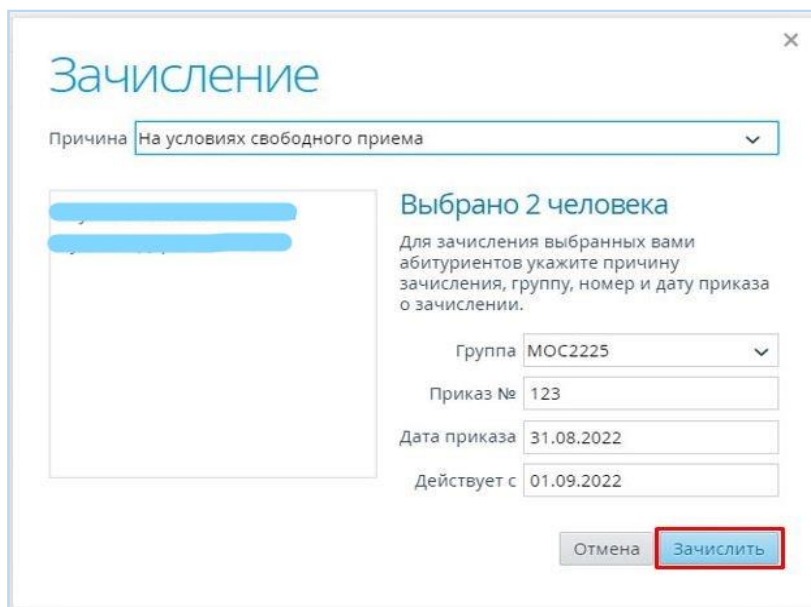 Зачисление
Причина На условиях свободного приема
Выбрано 2 человека
Для зачисления выбранных вами
абитуриентов укажите причину
зачисления, группу, номер и дату приказа
о зачислении.
Группа МОС2225
Приказ № 123
Дата приказа 31.08.2022
Действует с 01.09.2022
Отмена Зачислить